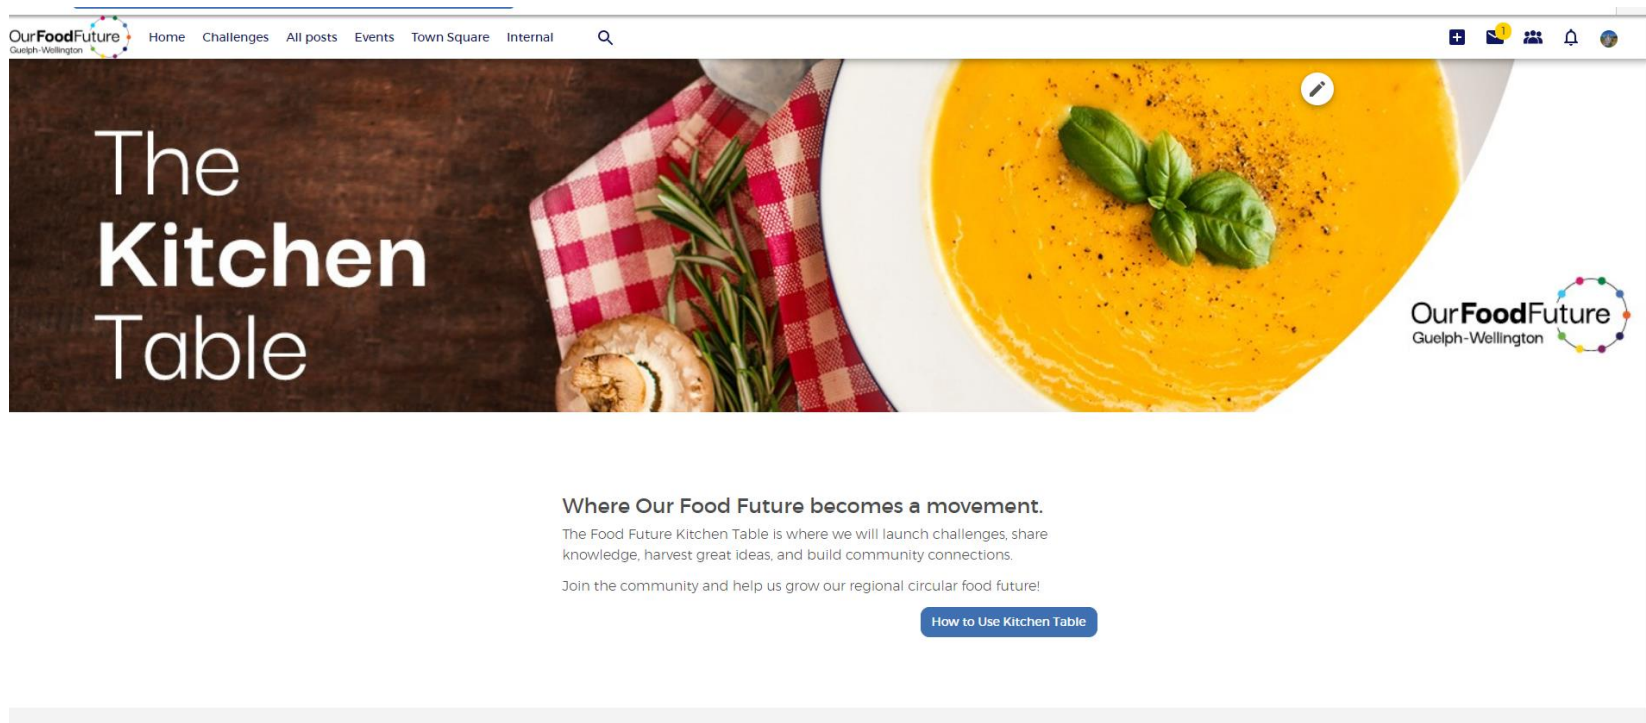 OurFoodFuture
Guelph-Wellington
Home Challenges All posts Events Town Square Internal
1
The
Kitchen
Table
OurFoodFuture
Guelph-Wellington
Where Our Food Future becomes a movement.
The Food Future Kitchen Table is where we will launch challenges, share
knowledge, harvest great ideas, and build community connections.
Join the community and help us grow our regional circular food future!
How to Use Kitchen Table